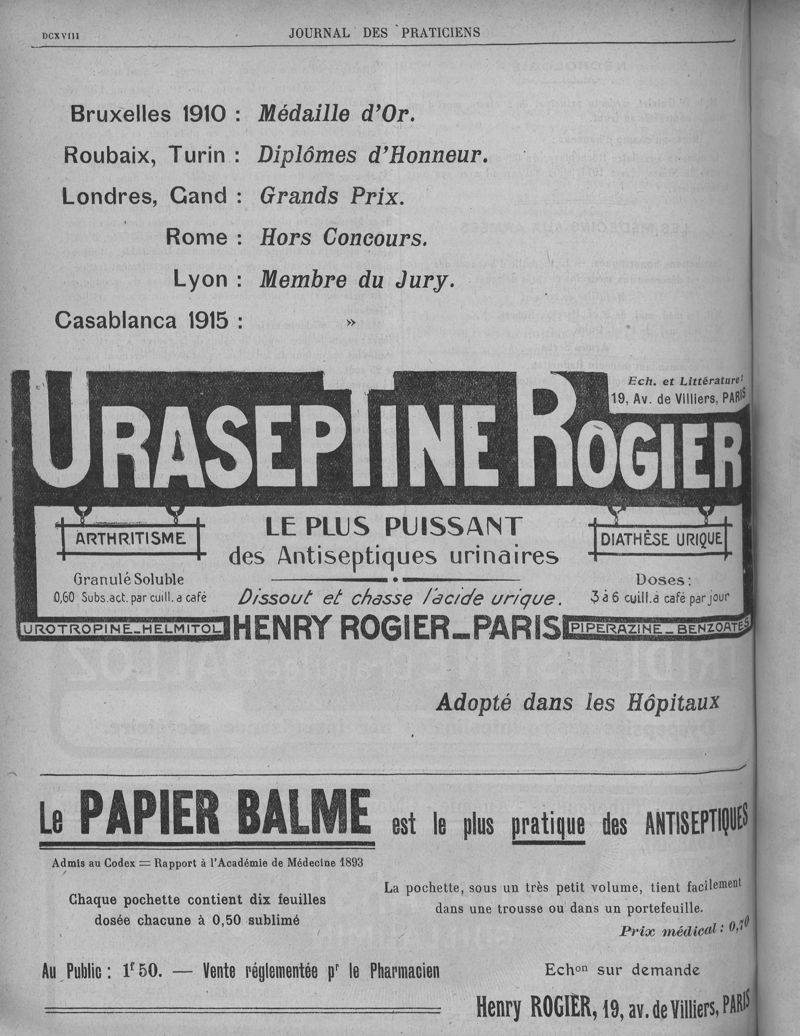 DCXVIII
JOURNAL DES PRATICIENS
Bruxelles 1910 : Médaille d'Or.
Roubaix, Turin : Diplômes d'Honneur.
Londres, Gand : Grands Prix.
Rome : Hors Concours.
Lyon : Membre du Jury.
Casablanca 1915 : »
Ech. et Littérature:
19, Av. de Villiers, PARIS
URASEPTINE ROGIER
ARTHRITISME
LE PLUS PUISSANT
des Antiseptiques urinaires
DIATHÈSE URIQUE
Granulé Soluble
0,60 Subs. act. par cuill. à café
Dissout et chasse l'acide urique.
Doses:
3 à 6 cuill. à café par jour
UROTROPINE_HELMITOL
HENRY ROGIER_PARIS
PIPERAZINE_BENZOATES
Adopté dans les Hôpitaux
Le PAPIER BALME est le plus pratique des ANTISEPTIQUES
Admis au Codex = Rapport à l'Académie de Médecine 1893
Chaque pochette contient dix feuilles
dosée chacune à 0,50 sublimé
La pochette, sous un très petit volume, tient facilement
dans une trousse ou dans un portefeuille.
Prix médical : 0,70
Au Public : 1f 50. — Vente réglementée pr le Pharmacien
Echon sur demande
Henry ROGIER, 19, av. de Villiers, PARIS